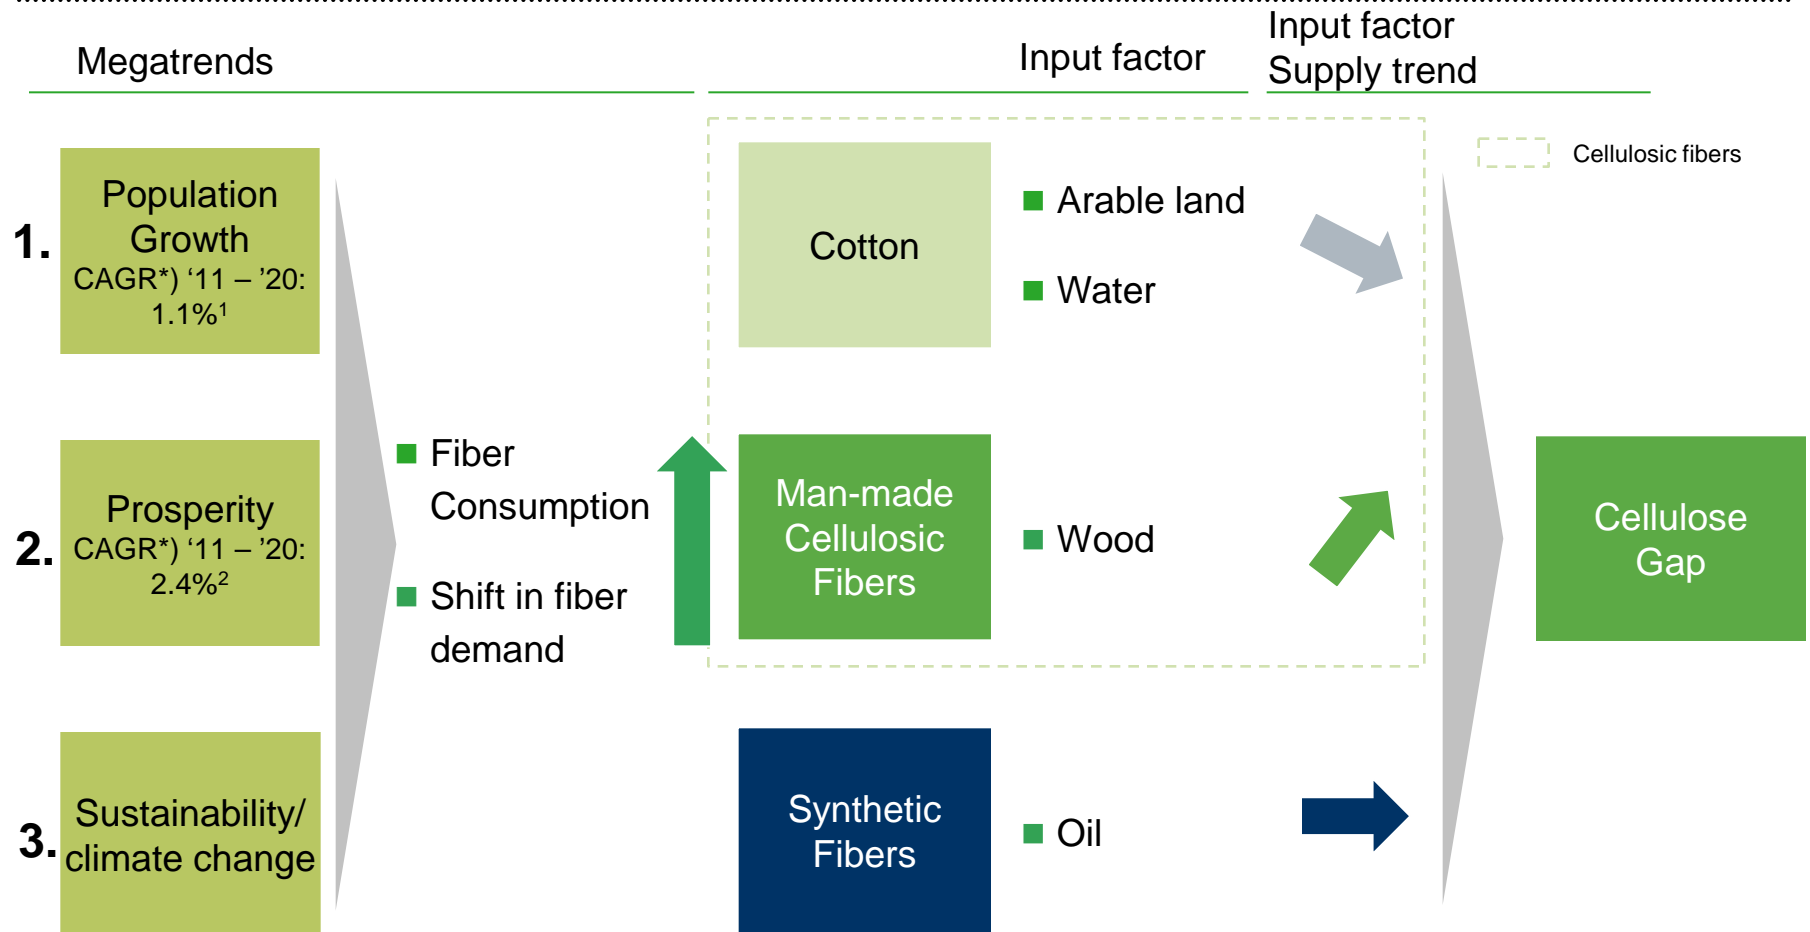 Megatrends
Input factor
Input factor
Supply trend
Cellulosic fibers
1.
Population
Growth
CAGR*) ‘11 – ’20:
1.1%¹
2.
Prosperity
CAGR*) ‘11 – ’20:
2.4%²
3.
Sustainability/
climate change
Fiber
Consumption
Shift in fiber
demand
Cotton
Arable land
Water
Man-made
Cellulosic
Fibers
Wood
Synthetic
Fibers
Oil
Cellulose
Gap